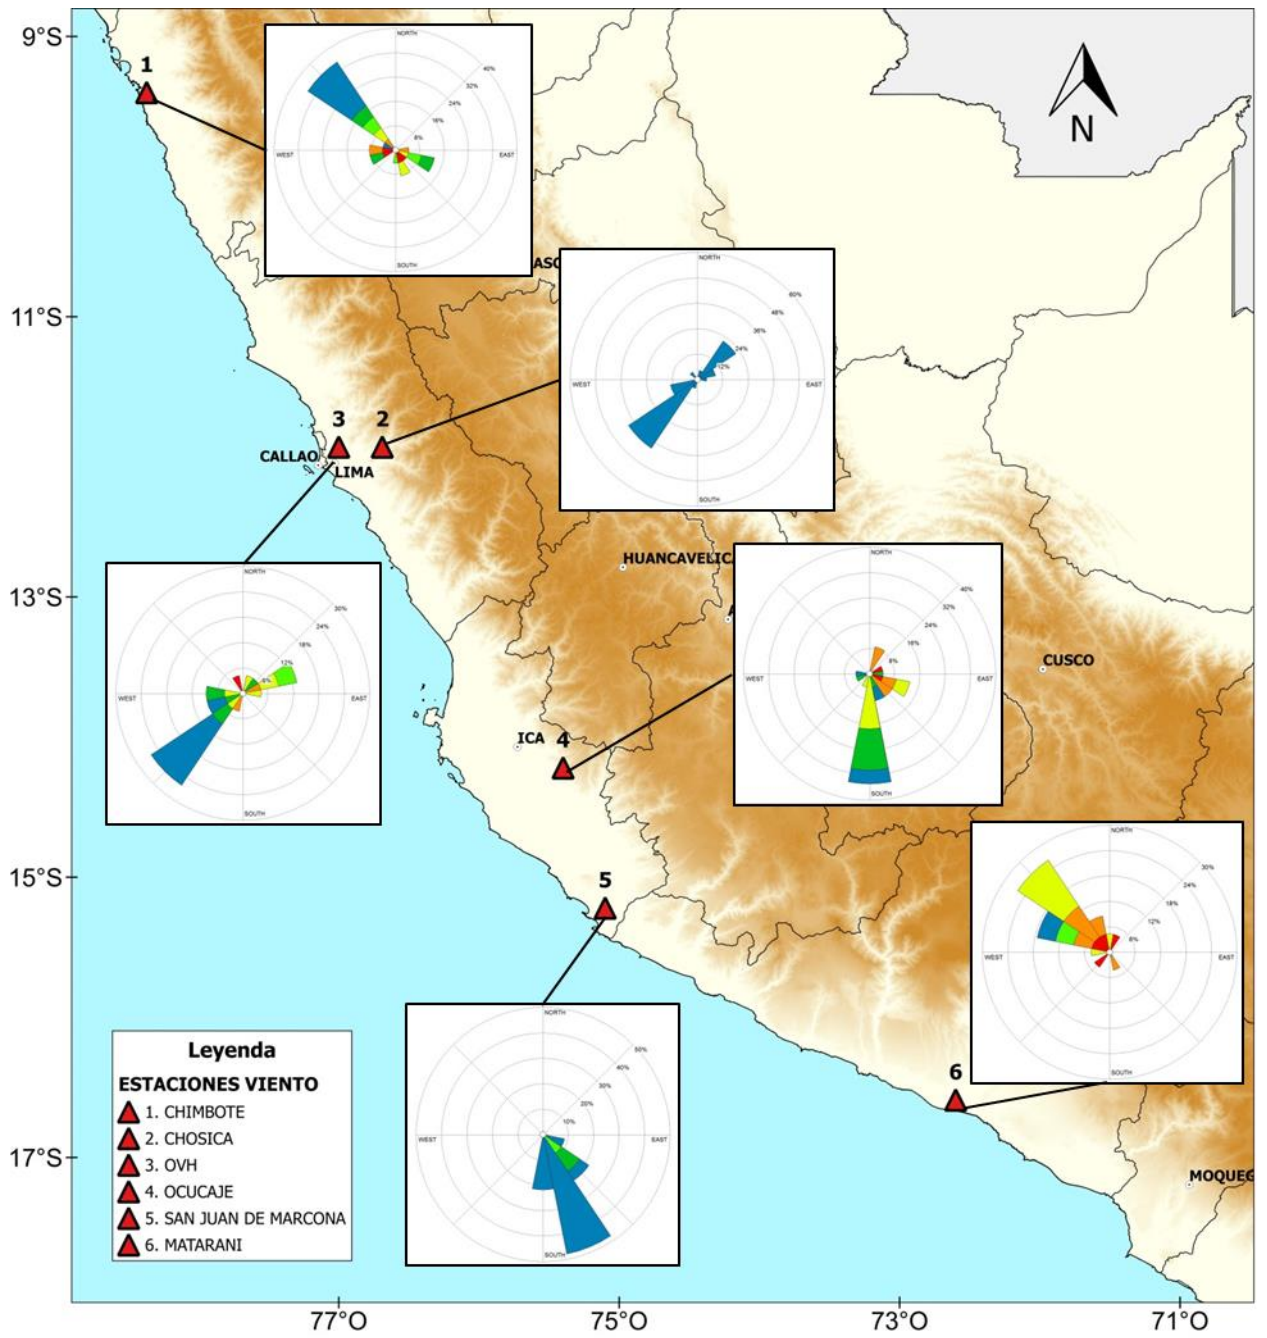 9°S
11°S
13°S
15°S
17°S
77°O
75°O
73°O
71°O
N
1
NORTH
40%
32%
24%
16%
8%
WEST
EAST
SOUTH
ASC
NORTH
60%
48%
36%
24%
12%
WEST
EAST
SOUTH
3
2
CALLAO
LIMA
HUANCAVELICA
A
CUSCO
NORTH
30%
24%
18%
12%
6%
WEST
EAST
SOUTH
NORTH
40%
32%
24%
16%
8%
WEST
EAST
SOUTH
ICA
4
5
NORTH
30%
24%
18%
12%
6%
WEST
EAST
SOUTH
NORTH
50%
40%
30%
20%
10%
WEST
EAST
SOUTH
6
MOQUEG
Leyenda
ESTACIONES VIENTO
1. CHIMBOTE
2. CHOSICA
3. OVH
4. OCUCAJE
5. SAN JUAN DE MARCONA
6. MATARANI